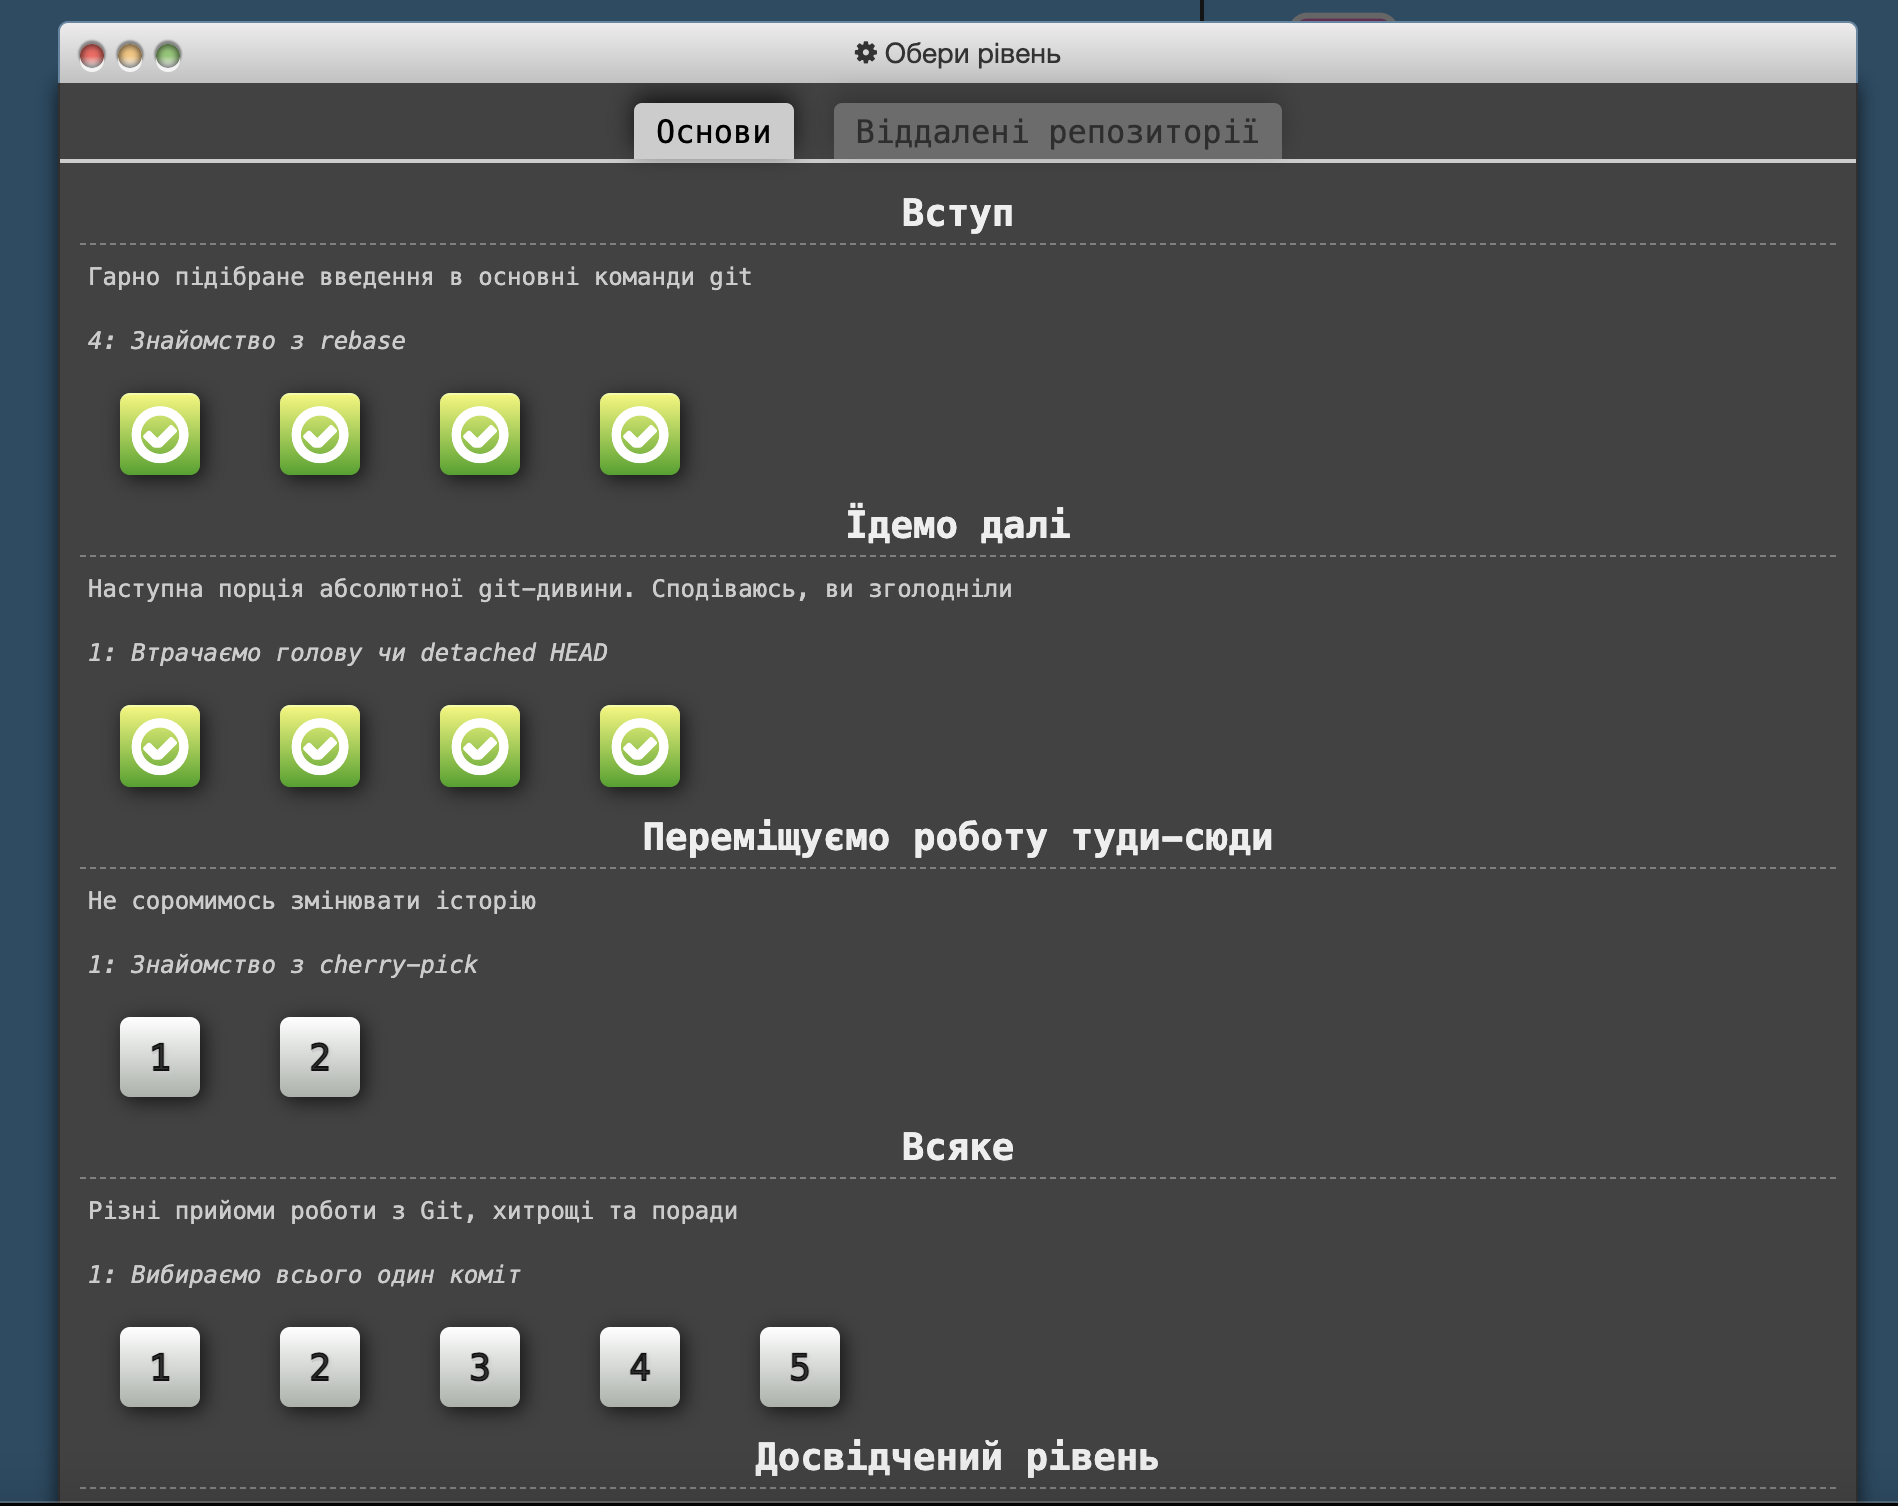 Обери рівень
Основи
Віддалені репозиторії
Вступ
Гарно підібране введення в основні команди git
4: Знайомство з rebase
Їдемо далі
Наступна порція абсолютної git-дивини. Сподіваюсь, ви зголодніли
1: Втрачаємо голову чи detached HEAD
Переміщуємо роботу туди-сюди
Не соромимось змінювати історію
1: Знайомство з cherry-pick
1 2
Всяке
Різні прийоми роботи з Git, хитрощі та поради
1: Вибираємо всього один коміт
1 2 3 4 5
Досвідчений рівень